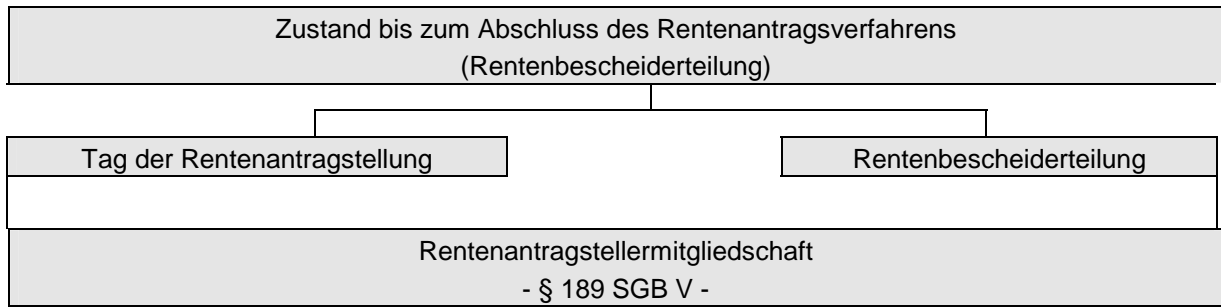 Zustand bis zum Abschluss des Rentenantragsverfahrens
(Rentenbescheiderteilung)
Tag der Rentenantragstellung
Rentenbescheiderteilung
Rentenantragstellermitgliedschaft
- § 189 SGB V -